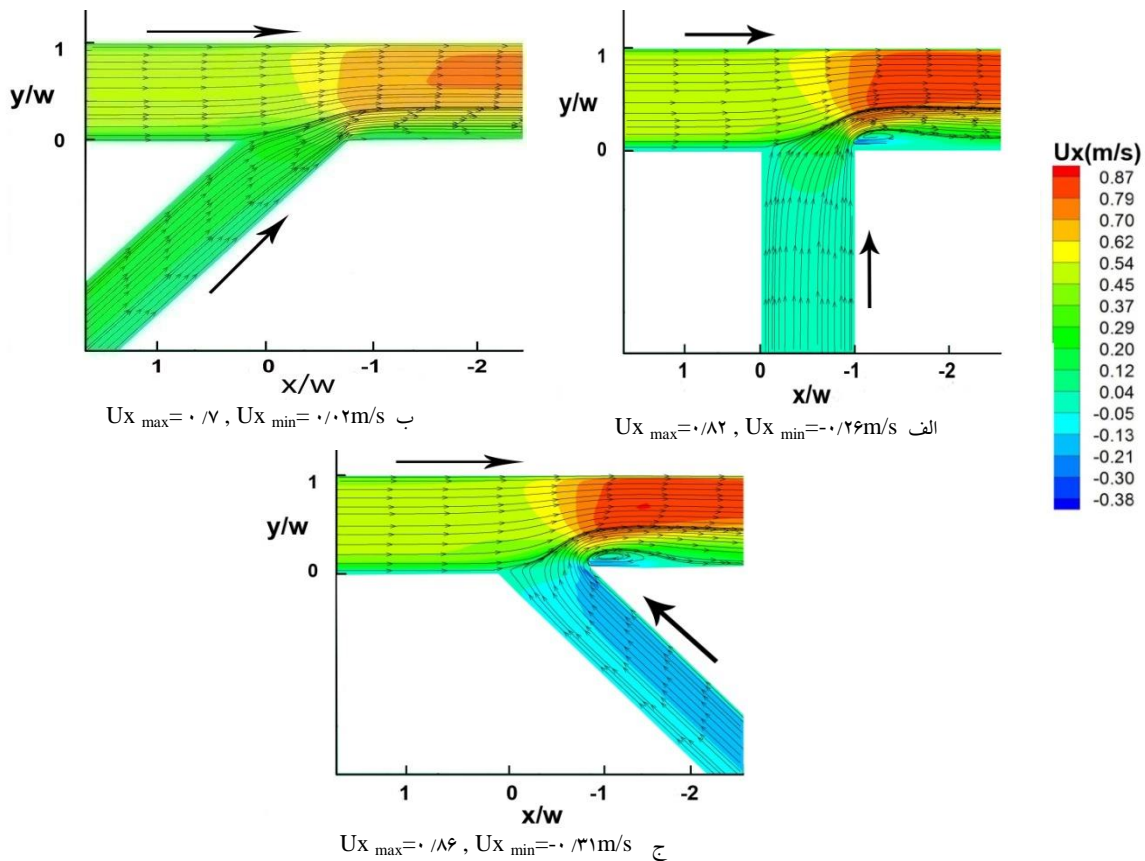 1
y/w
0
1 0 -1 -2
x/w
Ux max= ۰/۷ , Ux min= ۰/۰۲m/s ب
1
y/w
0
1 0 -1 -2
x/w
Ux max=۰/۸۲ , Ux min=-۰/۲۶m/s الف
Ux(m/s)
0.87
0.79
0.70
0.62
0.54
0.45
0.37
0.29
0.20
0.12
0.04
-0.05
-0.13
-0.21
-0.30
-0.38
1
y/w
0
1 0 -1 -2
x/w
Ux max=۰/۸۶ , Ux min=-۰/۳۱m/s ج